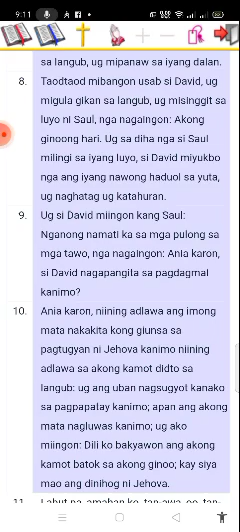 9:11
sa langub, ug mipanaw sa iyang dalan.
8. Taodtaod mibangon usab si David, ug
migula gikan sa langub, ug misinggit sa
luyo ni Saul, nga nagaingon: Akong
ginoong hari. Ug sa diha nga si Saul
milingi sa iyang luyo, si David miyukbo
nga ang iyang nawong haduol sa yuta,
ug naghatag ug katahuran.
9. Ug si David miingon kang Saul:
Nganong namati ka sa mga pulong sa
mga tawo, nga nagaingon: Ania karon,
si David nagapangita sa pagdagmal
kanimo?
10. Ania karon, niining adlawa ang imong
mata nakakita kong giunsa sa
pagtugyan ni Jehova kanimo niining
adlawa sa akong kamot didto sa
langub: ug ang uban nagsugyot kanako
sa pagpapatay kanimo; apan ang akong
mata nagluwas kanimo; ug ako
miingon: Dili ko bakyawon ang akong
kamot batok sa akong ginoo; kay siya
mao ang dinihog ni Jehova.